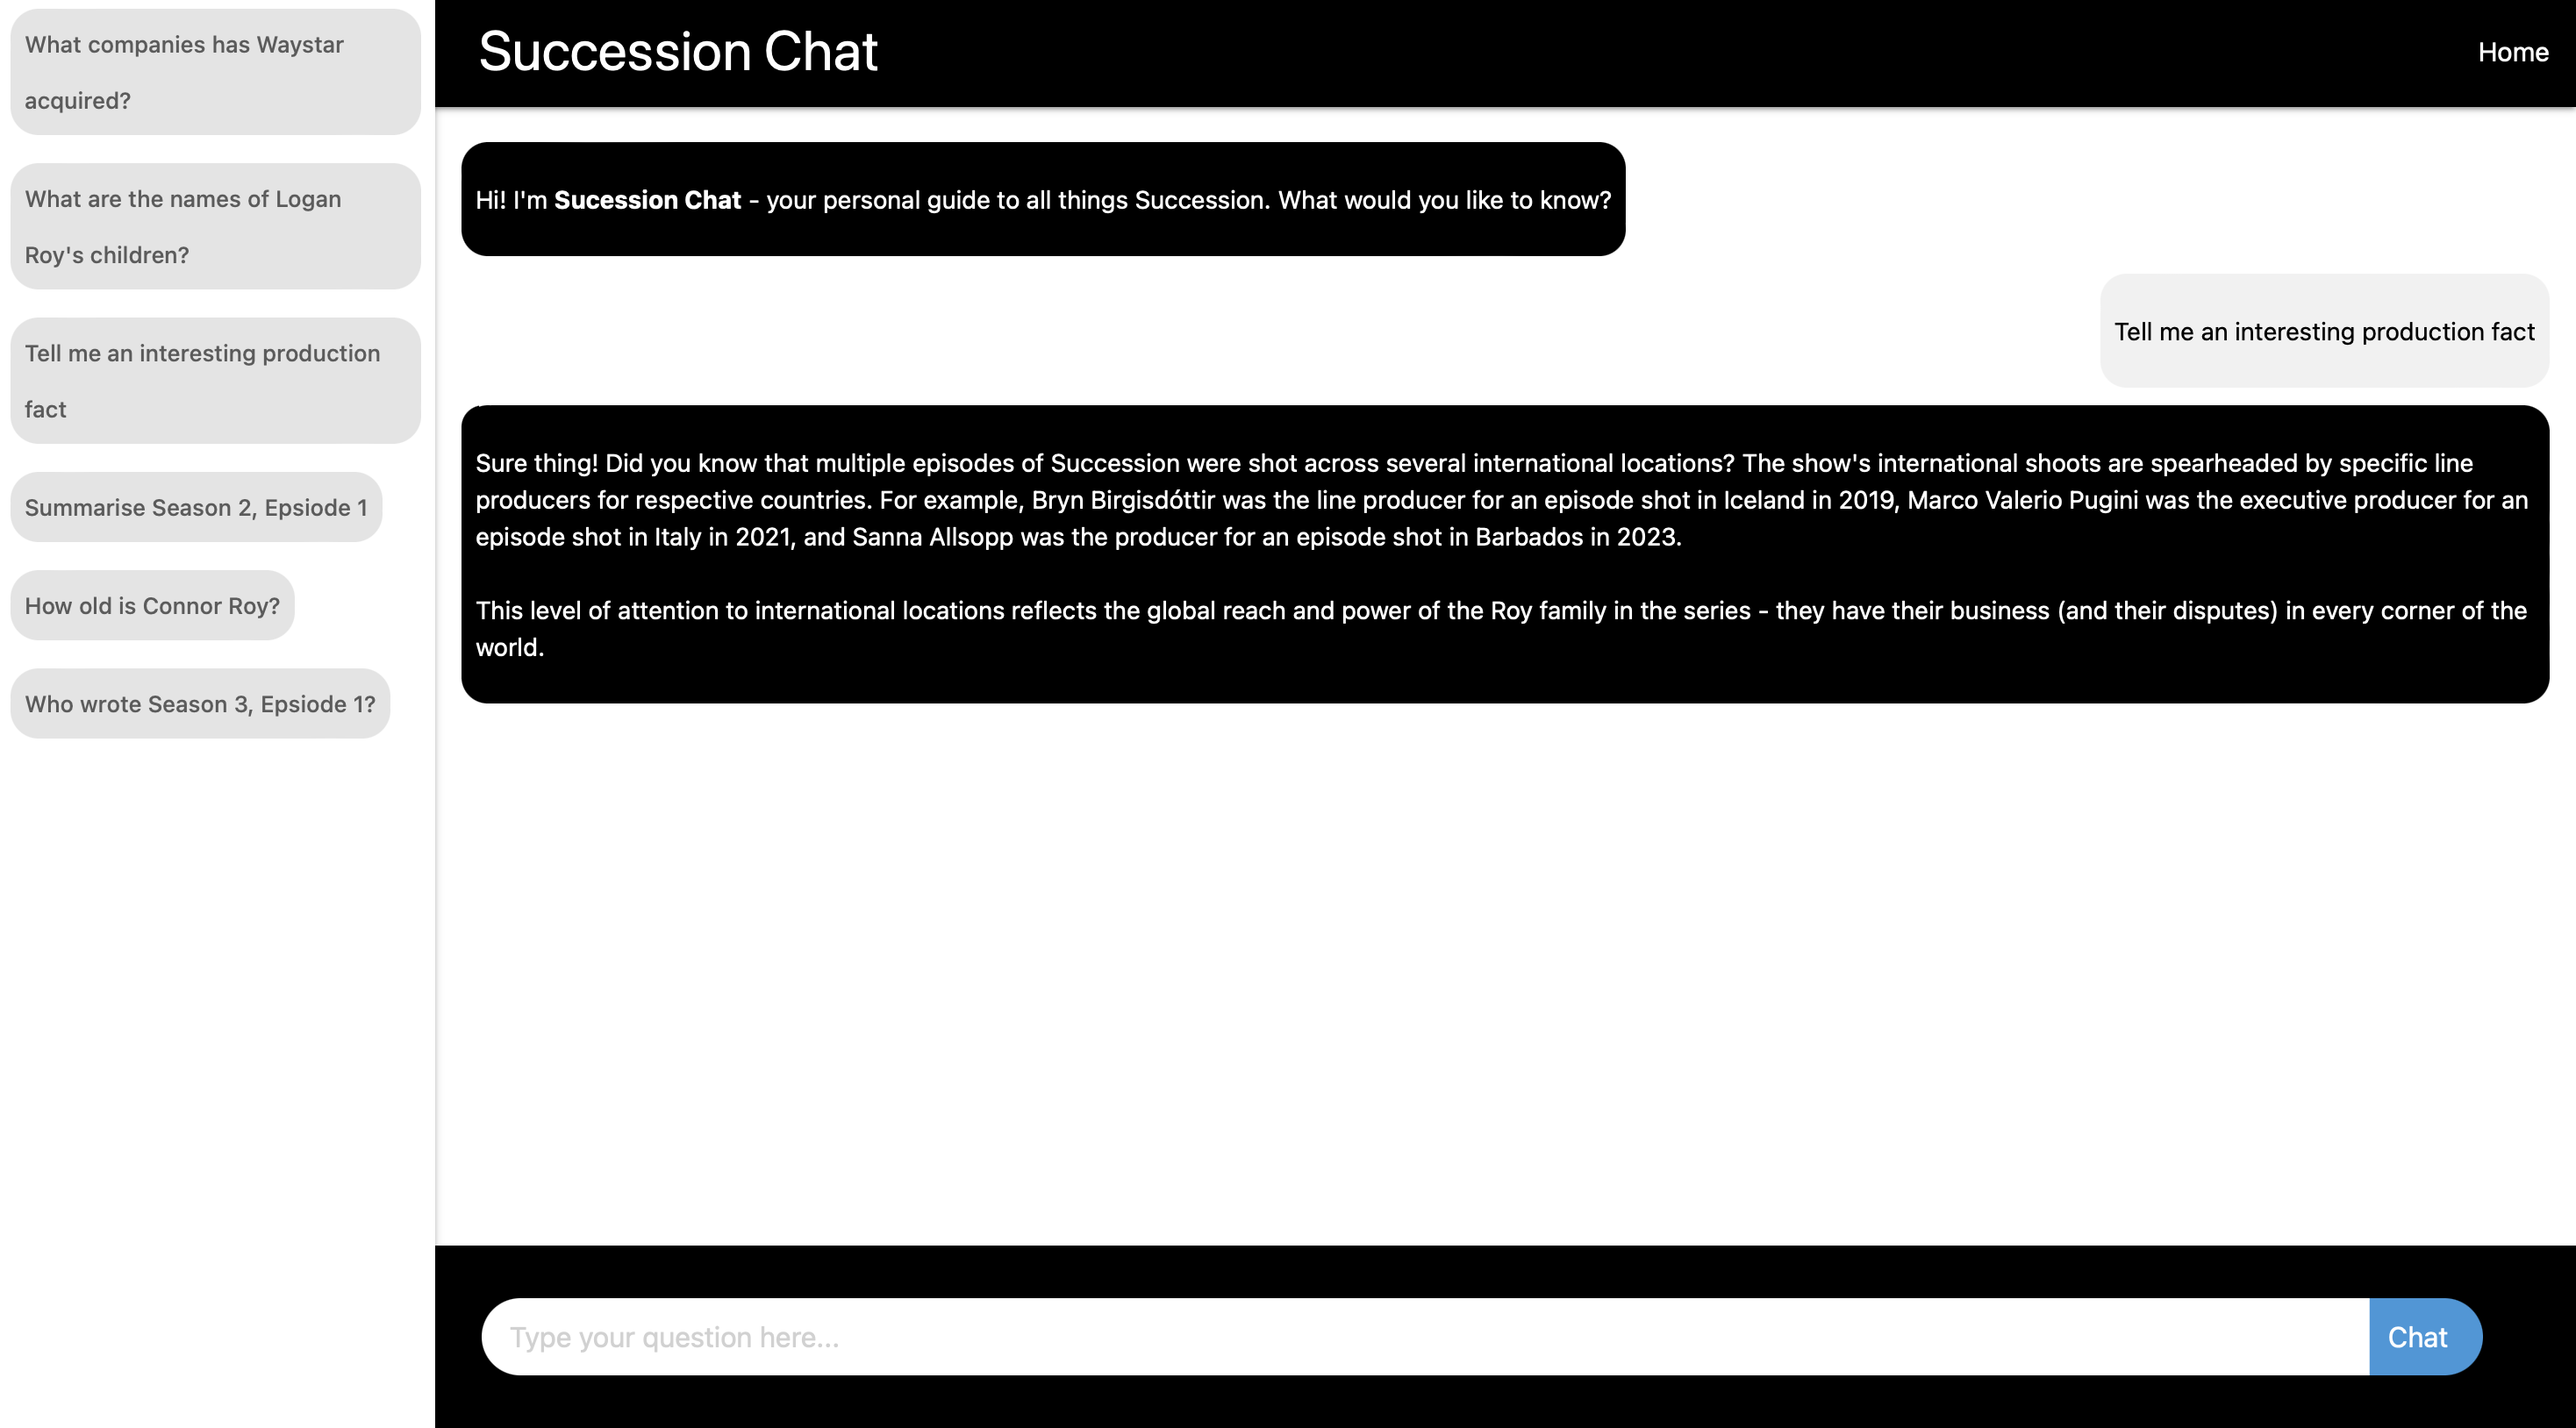 What companies has Waystar
acquired?
What are the names of Logan
Roy's children?
Tell me an interesting production
fact
Summarise Season 2, Epsiode 1
How old is Connor Roy?
Who wrote Season 3, Epsiode 1?
Succession Chat
Home
Hi! I'm Sucession Chat - your personal guide to all things Succession. What would you like to know?
Tell me an interesting production fact
Sure thing! Did you know that multiple episodes of Succession were shot across several international locations? The show's international shoots are spearheaded by specific line
producers for respective countries. For example, Bryn Birgisdóttir was the line producer for an episode shot in Iceland in 2019, Marco Valerio Pugini was the executive producer for an
episode shot in Italy in 2021, and Sanna Allsopp was the producer for an episode shot in Barbados in 2023.
This level of attention to international locations reflects the global reach and power of the Roy family in the series - they have their business (and their disputes) in every corner of the
world.
Type your question here...
Chat